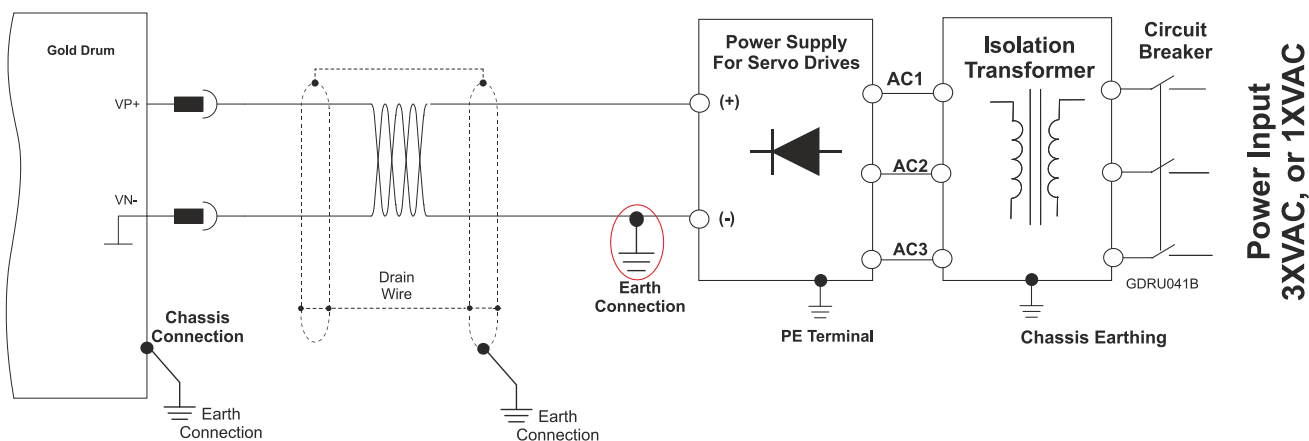 Gold Drum
VP+
VN-
Chassis
Connection
Earth
Connection
Drain
Wire
Earth
Connection
Earth
Connection
Power Supply
For Servo Drives
(+)
(-)
PE Terminal
AC1
AC2
AC3
Isolation
Transformer
Chassis Earthing
Circuit
Breaker
GDRU041B
Power Input
3XVAC, or 1XVAC